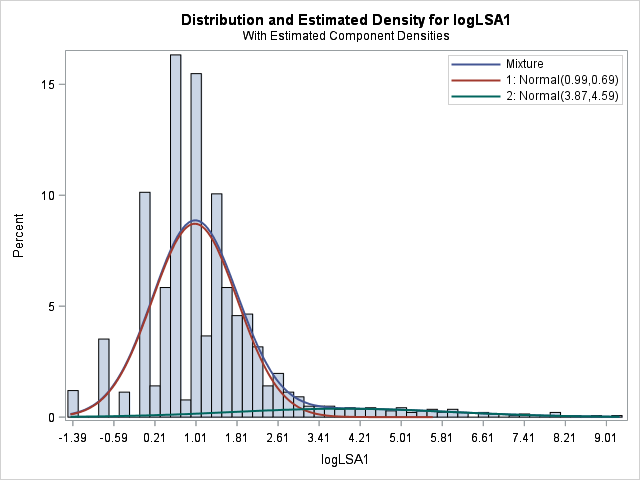 Distribution and Estimated Density for logLSA1
With Estimated Component Densities
Mixture
1: Normal(0.99,0.69)
2: Normal(3.87,4.59)
15
10
5
0
Percent
-1.39 -0.59 0.21 1.01 1.81 2.61 3.41 4.21 5.01 5.81 6.61 7.41 8.21 9.01
logLSA1